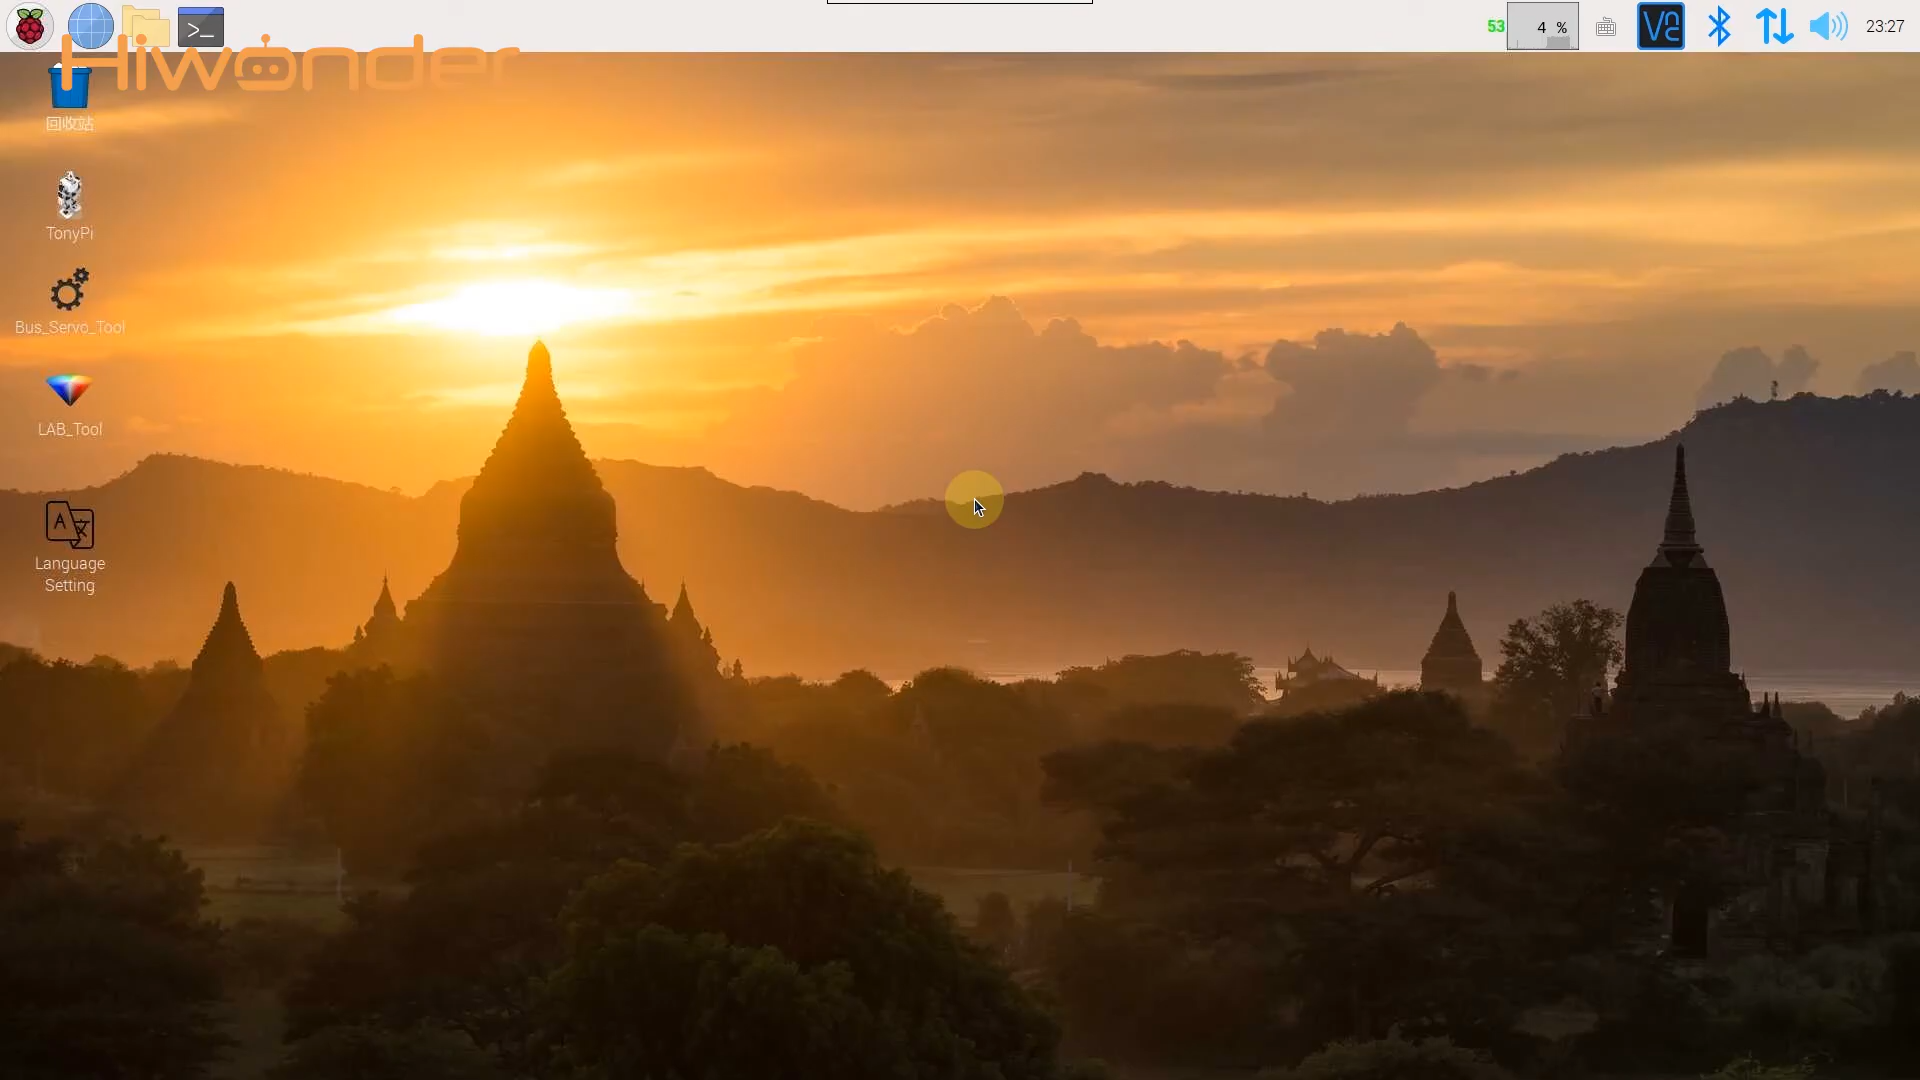 53
4 %
23:27
Hiwonder
回收站
TonyPi
Bus_Servo_Tool
LAB_Tool
Language
Setting